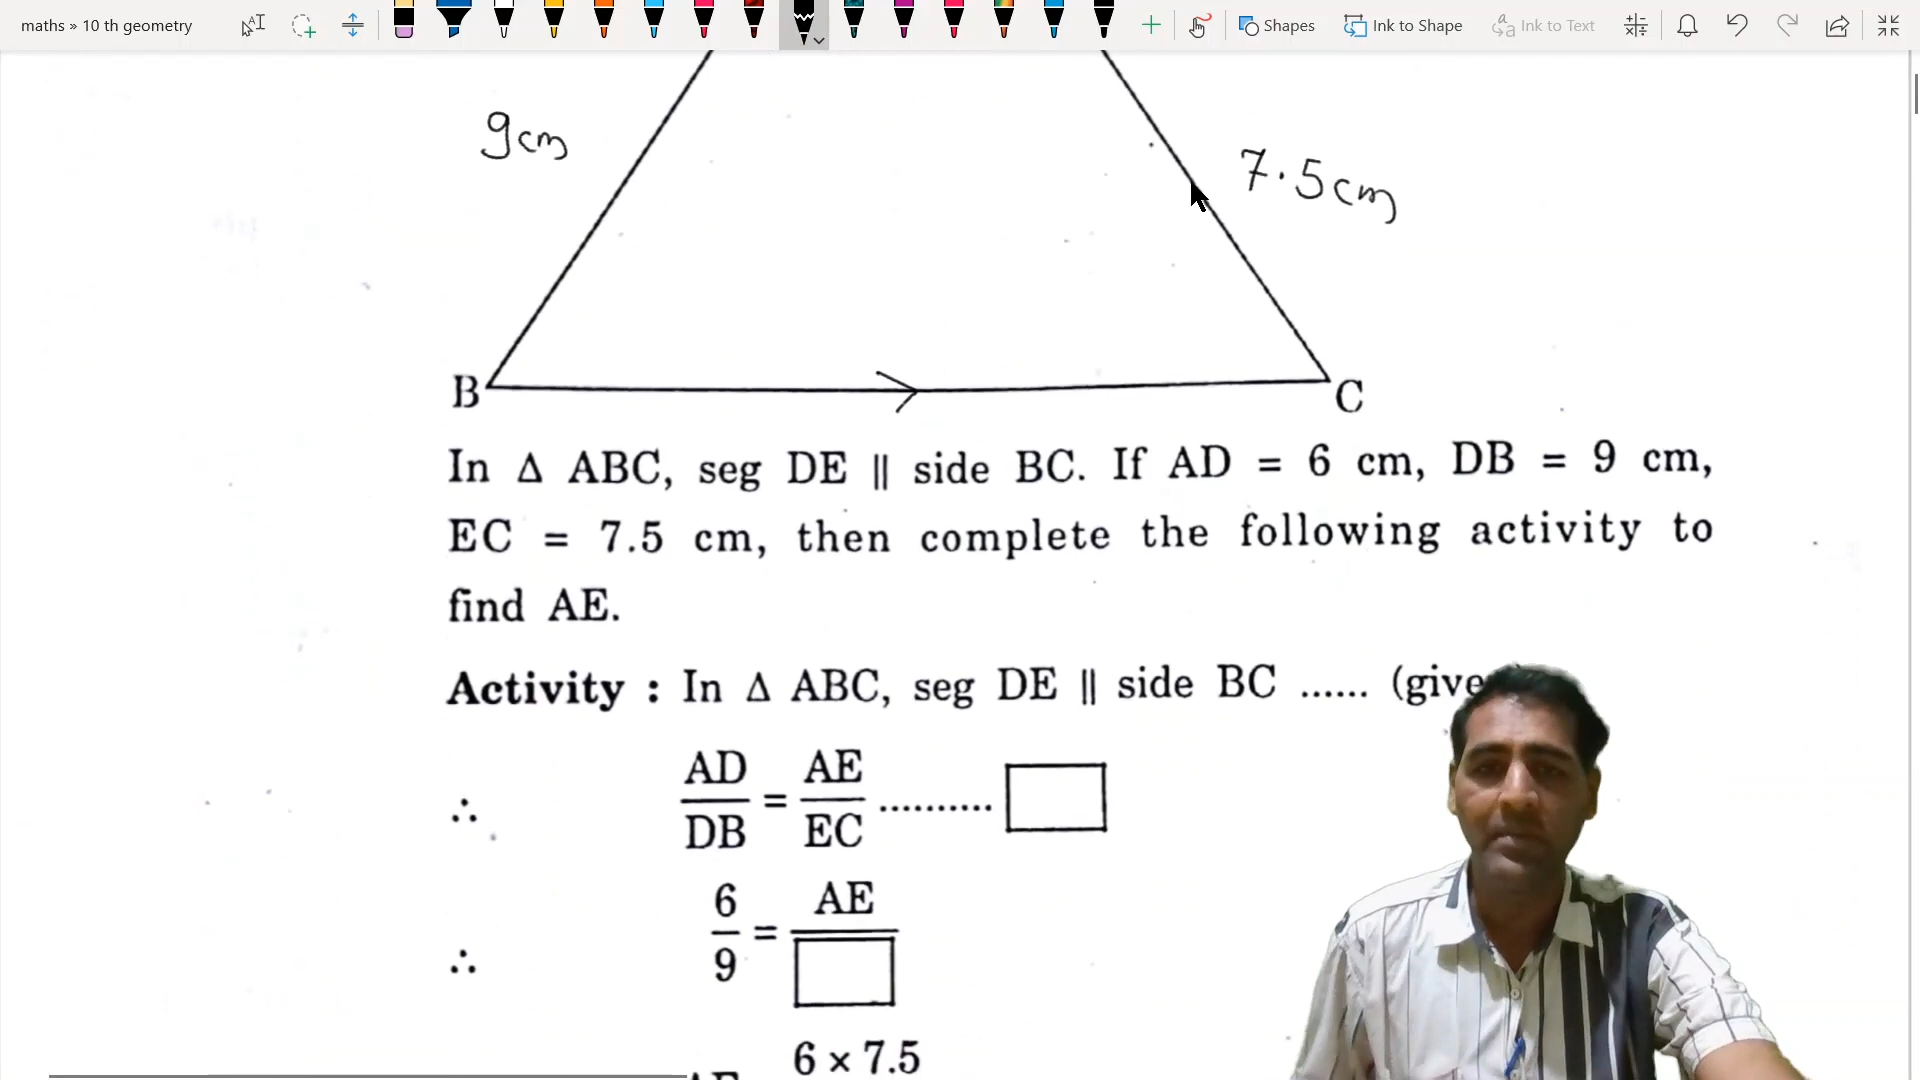 maths » 10 th geometry
Shapes
Ink to Shape
Ink to Text
9cm
7.5cm
B
C
In Δ ABC, seg DE || side BC. If AD = 6 cm, DB = 9 cm,
EC = 7.5 cm, then complete the following activity to
find AE.
Activity : In Δ ABC, seg DE || side BC ...... (give
∴ AD/DB = AE/EC ..........
∴ 6/9 = AE/
6 × 7.5